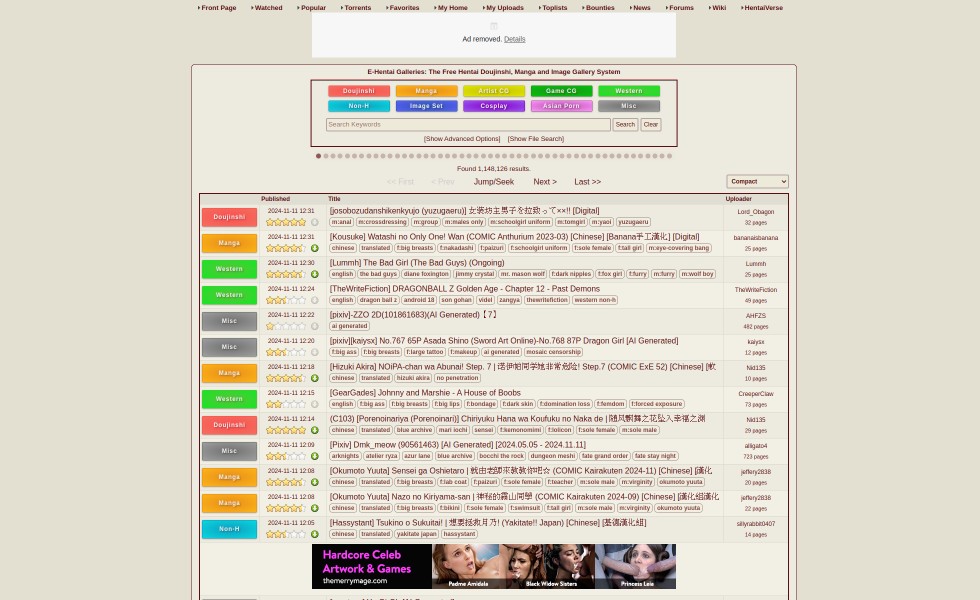 Front Page Watched Popular Torrents Favorites My Home My Uploads Toplists Bounties News Forums Wiki HentaiVerse
Ad removed. Details
E-Hentai Galleries: The Free Hentai Doujinshi, Manga and Image Gallery System
Doujinshi Manga Artist CG Game CG Western
Non-H Image Set Cosplay Asian Porn Misc
Search Keywords Search Clear
[Show Advanced Options] [Show File Search]
Found 1,148,126 results.
<< First < Prev Jump/Seek Next > Last >> Compact
Published Title Uploader
Doujinshi 2024-11-11 12:31 [josobozudanshikenkyujo (yuzugaeru)] 女装坊主男子を拉致って××!! [Digital] Lord_Obagon
m:anal m:crossdressing m:group m:males only m:schoolgirl uniform m:tomgirl m:yaoi yuzugaeru 32 pages
Manga 2024-11-11 12:31 [Kousuke] Watashi no Only One! Wan (COMIC Anthurium 2023-03) [Chinese] [Banana手工漢化] [Digital] bananaisbanana
chinese translated f:big breasts f:nakadashi f:paizuri f:schoolgirl uniform f:sole female f:tall girl m:eye-covering bang 25 pages
Western 2024-11-11 12:30 [Lummh] The Bad Girl (The Bad Guys) (Ongoing) Lummh
english the bad guys diane foxington jimmy crystal mr. mason wolf f:dark nipples f:fox girl f:furry m:furry m:wolf boy 25 pages
Western 2024-11-11 12:24 [TheWriteFiction] DRAGONBALL Z Golden Age - Chapter 12 - Past Demons TheWriteFiction
english dragon ball z android 18 son gohan videl zangya thewritefiction western non-h 49 pages
Misc 2024-11-11 12:22 [pixiv]-ZZO 2D(101861683)(AI Generated)【7】 AHFZS
ai generated 482 pages
Misc 2024-11-11 12:20 [pixiv][kaiysx] No.767 65P Asada Shino (Sword Art Online)-No.768 87P Dragon Girl [AI Generated] kaiysx
f:big ass f:big breasts f:large tattoo f:makeup ai generated mosaic censorship 12 pages
Manga 2024-11-11 12:18 [Hizuki Akira] NOiPA-chan wa Abunai! Step. 7 | 诺伊帕同学她非常危险! Step.7 (COMIC ExE 52) [Chinese] Nid135
chinese translated hizuki akira no penetration 10 pages
Western 2024-11-11 12:15 [GearGades] Johnny and Marshie - A House of Boobs CreeperClaw
english f:big ass f:big breasts f:big lips f:bondage f:dark skin f:domination loss f:femdom f:forced exposure 73 pages
Doujinshi 2024-11-11 12:14 (C103) [Porenoinariya (Porenoinari)] Chiriyuku Hana wa Koufuku no Naka de | 随风飘舞之花坠入幸福之渊 Nid135
chinese translated blue archive mari iochi sensei f:kemonomimi f:lolicon f:sole female m:sole male 29 pages
Misc 2024-11-11 12:09 [Pixiv] Dmk_meow (90561463) [AI Generated] [2024.05.05 - 2024.11.11] alligato4
arknights atelier ryza azur lane blue archive bocchi the rock dungeon meshi fate grand order fate stay night 723 pages
Manga 2024-11-11 12:08 [Okumoto Yuuta] Sensei ga Oshietaro | 就由老師來教教你吧☆ (COMIC Kairakuten 2024-11) [Chinese] [漢化 jeffery2838
chinese translated f:big breasts f:lab coat f:paizuri f:sole female f:teacher m:sole male m:virginity okumoto yuuta 20 pages
Manga 2024-11-11 12:08 [Okumoto Yuuta] Nazo no Kiriyama-san | 神秘的霧山同學 (COMIC Kairakuten 2024-09) [Chinese] [漢化組漢化 jeffery2838
chinese translated f:big breasts f:bikini f:sole female f:swimsuit f:tall girl m:sole male m:virginity okumoto yuuta 22 pages
Non-H 2024-11-11 12:05 [Hassystant] Tsukino o Sukuitai! | 想要拯救月乃! (Yakitate!! Japan) [Chinese] [基德漢化組] sillyrabbit0407
chinese translated yakitate japan hassystant 14 pages
Hardcore Celeb
Artwork & Games
themerrymage.com Padme Amidala Black Widow Sisters Princess Leia